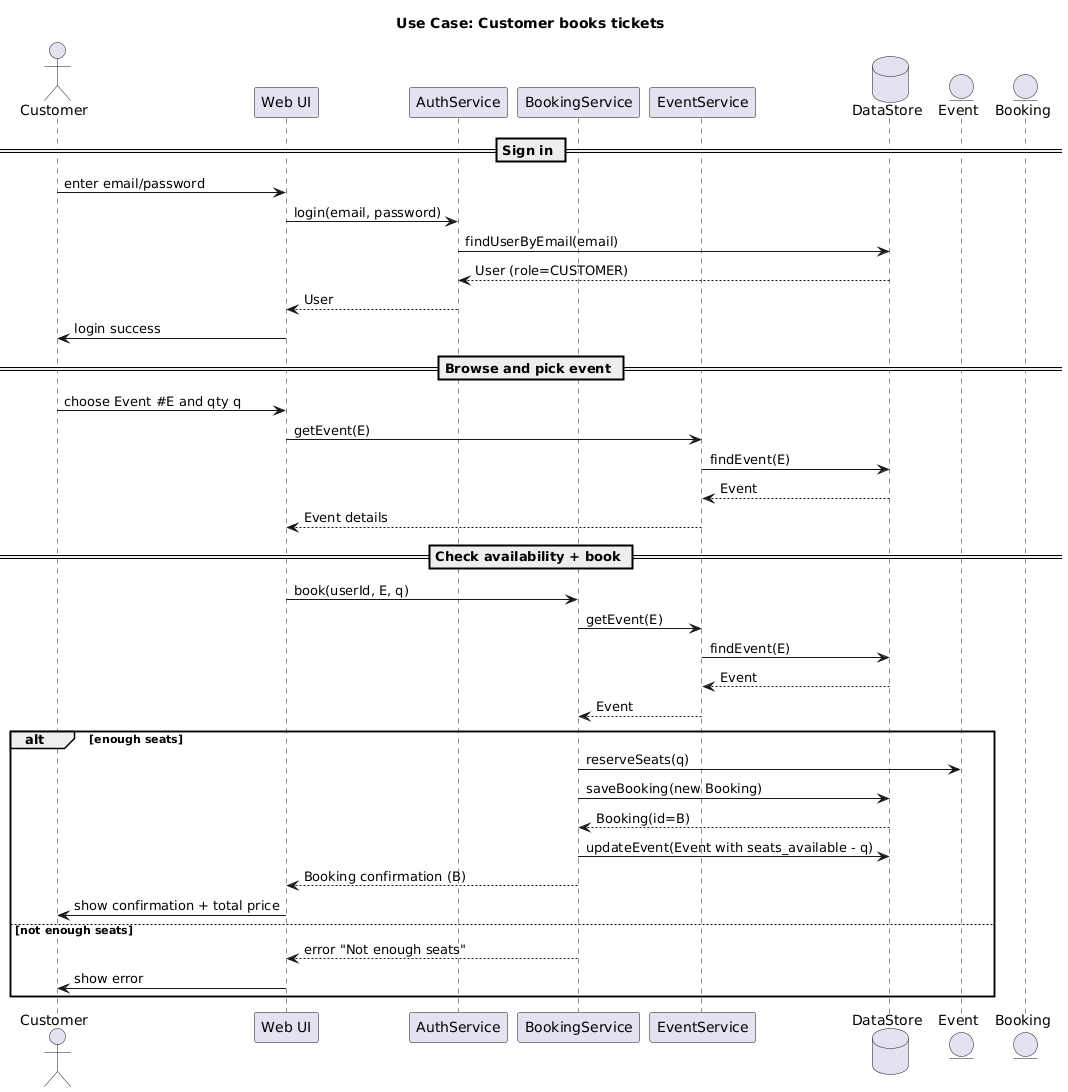 Use Case: Customer books tickets
Customer
Web UI
AuthService
BookingService
EventService
DataStore
Event
Booking
Sign in
enter email/password
login(email, password)
findUserByEmail(email)
User (role=CUSTOMER)
User
login success
Browse and pick event
choose Event #E and qty q
getEvent(E)
findEvent(E)
Event
Event details
Check availability + book
book(userId, E, q)
getEvent(E)
findEvent(E)
Event
Event
alt [enough seats]
reserveSeats(q)
saveBooking(new Booking)
Booking(id=B)
updateEvent(Event with seats_available - q)
Booking confirmation (B)
show confirmation + total price
[not enough seats]
error "Not enough seats"
show error
Customer
Web UI
AuthService
BookingService
EventService
DataStore
Event
Booking